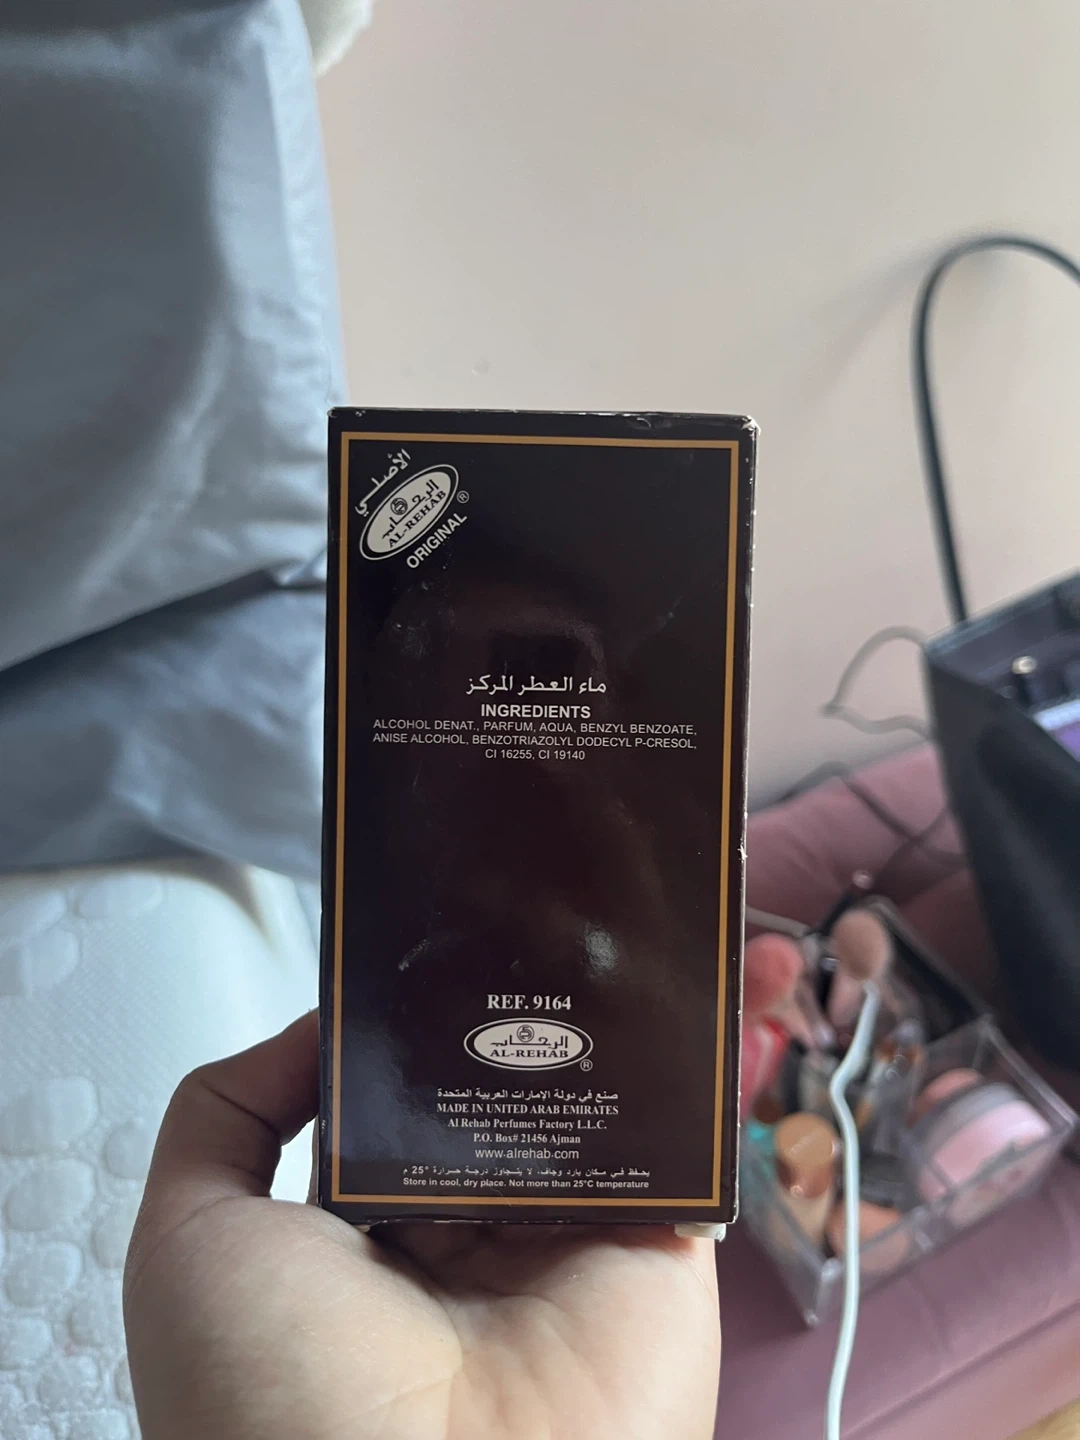 الأصلي
الرحاب
AL-REHAB
®
ORIGINAL
ماء العطر المركز
INGREDIENTS
ALCOHOL DENAT., PARFUM, AQUA, BENZYL BENZOATE,
ANISE ALCOHOL, BENZOTRIAZOLYL DODECYL P-CRESOL,
CI 16255, CI 19140
REF. 9164
الرحاب
AL-REHAB
®
صنع في دولة الإمارات العربية المتحدة
MADE IN UNITED ARAB EMIRATES
Al Rehab Perfumes Factory L.L.C.
P.O. Box# 21456 Ajman
www.alrehab.com
يحفظ في مكان بارد وجاف، لا يتجاوز درجة حرارة °25 م
Store in cool, dry place. Not more than 25°C temperature